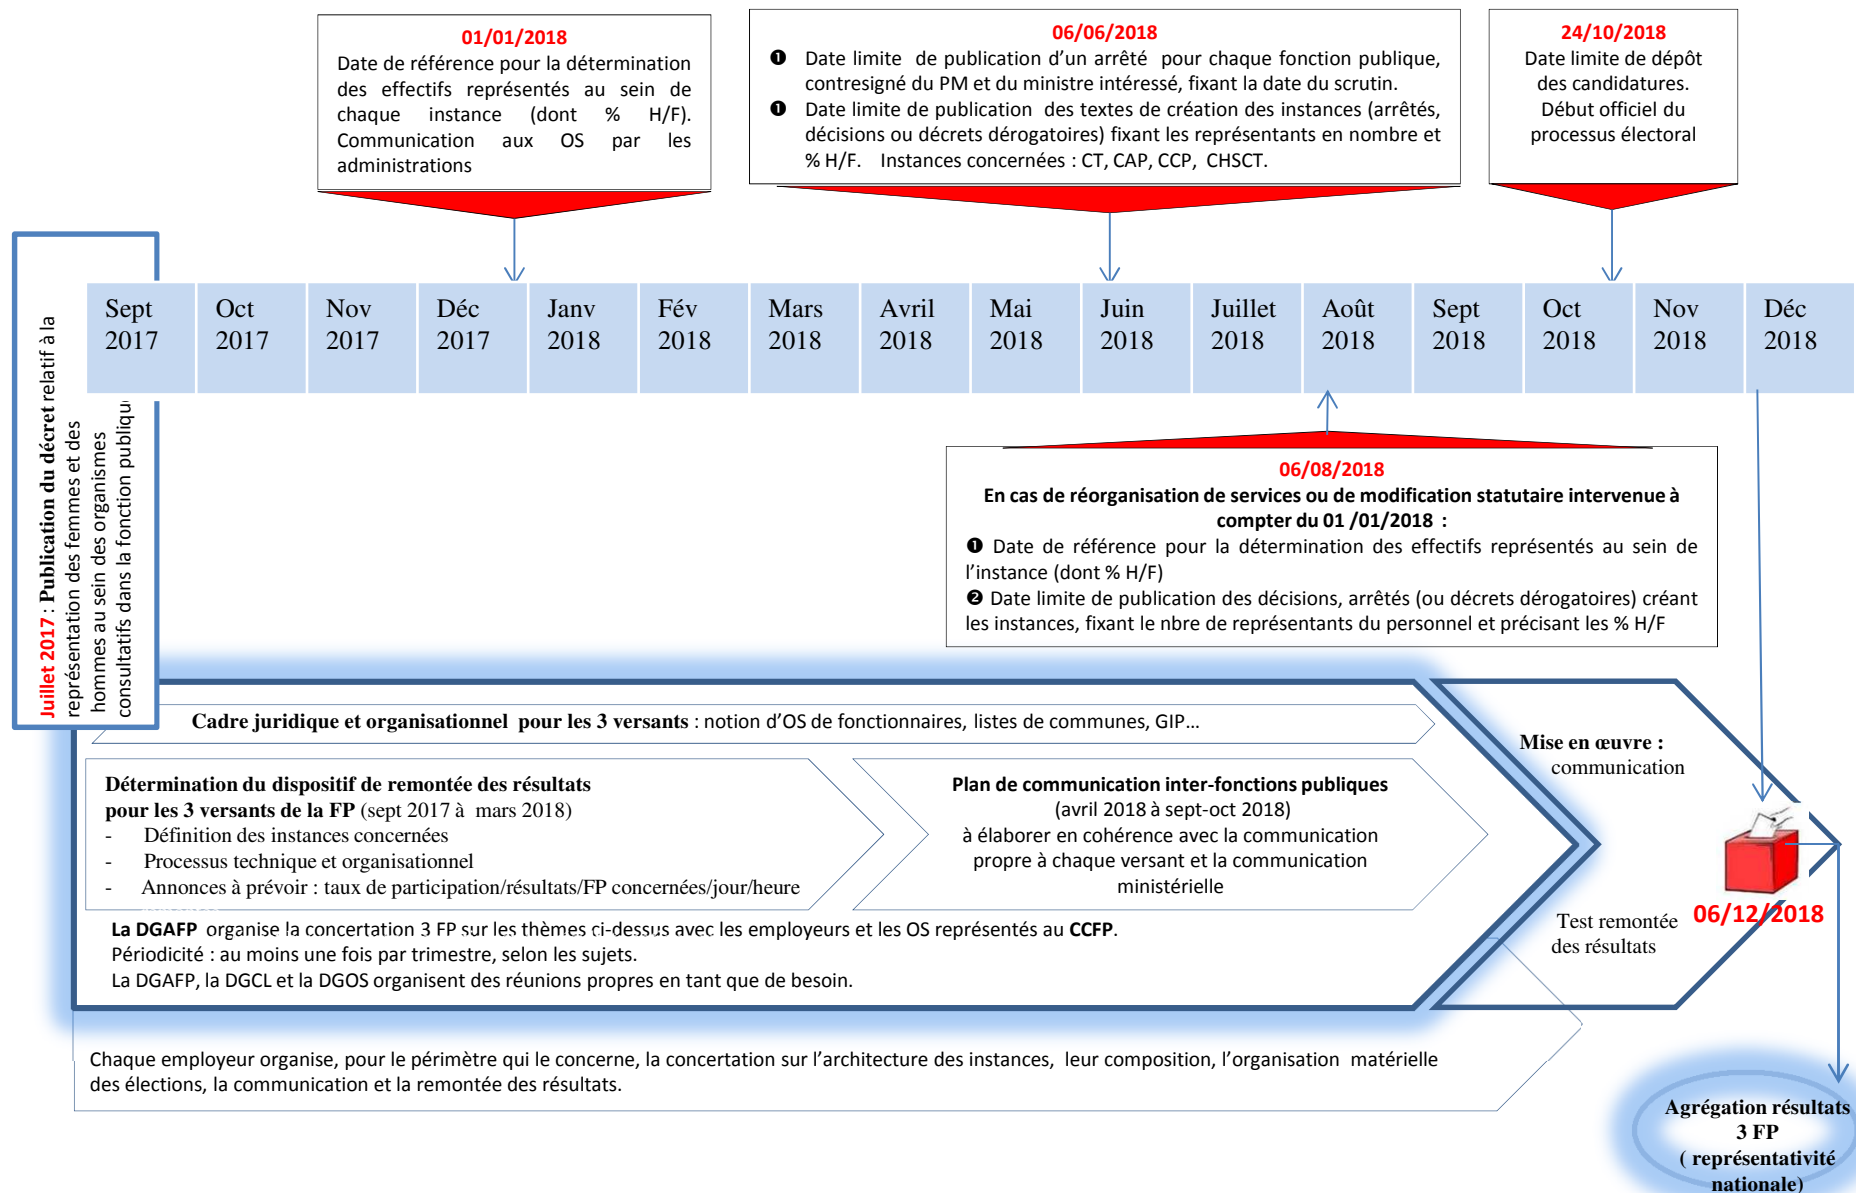 01/01/2018
Date de référence pour la détermination
des effectifs représentés au sein de
chaque instance (dont % H/F).
Communication aux OS par les
administrations
06/06/2018
❶ Date limite de publication d’un arrêté pour chaque fonction publique,
contresigné du PM et du ministre intéressé, fixant la date du scrutin.
❶ Date limite de publication des textes de création des instances (arrêtés,
décisions ou décrets dérogatoires) fixant les représentants en nombre et
% H/F. Instances concernées : CT, CAP, CCP, CHSCT.
24/10/2018
Date limite de dépôt
des candidatures.
Début officiel du
processus électoral
Juillet 2017 : Publication du décret relatif à la
représentation des femmes et des
hommes au sein des organismes
consultatifs dans la fonction publique
Sept
2017
Oct
2017
Nov
2017
Déc
2017
Janv
2018
Fév
2018
Mars
2018
Avril
2018
Mai
2018
Juin
2018
Juillet
2018
Août
2018
Sept
2018
Oct
2018
Nov
2018
Déc
2018
06/08/2018
En cas de réorganisation de services ou de modification statutaire intervenue à
compter du 01 /01/2018 :
❶ Date de référence pour la détermination des effectifs représentés au sein de
l’instance (dont % H/F)
❷ Date limite de publication des décisions, arrêtés (ou décrets dérogatoires) créant
les instances, fixant le nbre de représentants du personnel et précisant les % H/F
Cadre juridique et organisationnel pour les 3 versants : notion d’OS de fonctionnaires, listes de communes, GIP…
Détermination du dispositif de remontée des résultats
pour les 3 versants de la FP (sept 2017 à mars 2018)
- Définition des instances concernées
- Processus technique et organisationnel
- Annonces à prévoir : taux de participation/résultats/FP concernées/jour/heure
Plan de communication inter-fonctions publiques
(avril 2018 à sept-oct 2018)
à élaborer en cohérence avec la communication
propre à chaque versant et la communication
ministérielle
La DGAFP organise la concertation 3 FP sur les thèmes ci-dessus avec les employeurs et les OS représentés au CCFP.
Périodicité : au moins une fois par trimestre, selon les sujets.
La DGAFP, la DGCL et la DGOS organisent des réunions propres en tant que de besoin.
Mise en œuvre :
communication
Test remontée
des résultats
06/12/2018
Chaque employeur organise, pour le périmètre qui le concerne, la concertation sur l’architecture des instances, leur composition, l’organisation matérielle
des élections, la communication et la remontée des résultats.
Agrégation résultats
3 FP
( représentativité
nationale)